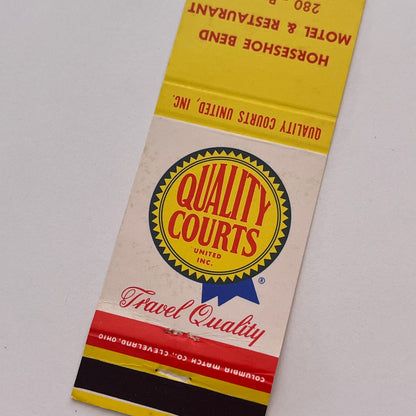 HORSESHOE BEND
MOTEL & RESTAURANT
280
QUALITY COURTS UNITED, INC.
QUALITY
COURTS
UNITED
INC.
®
Travel Quality
COLUMBIA MATCH CO., CLEVELAND, OHIO